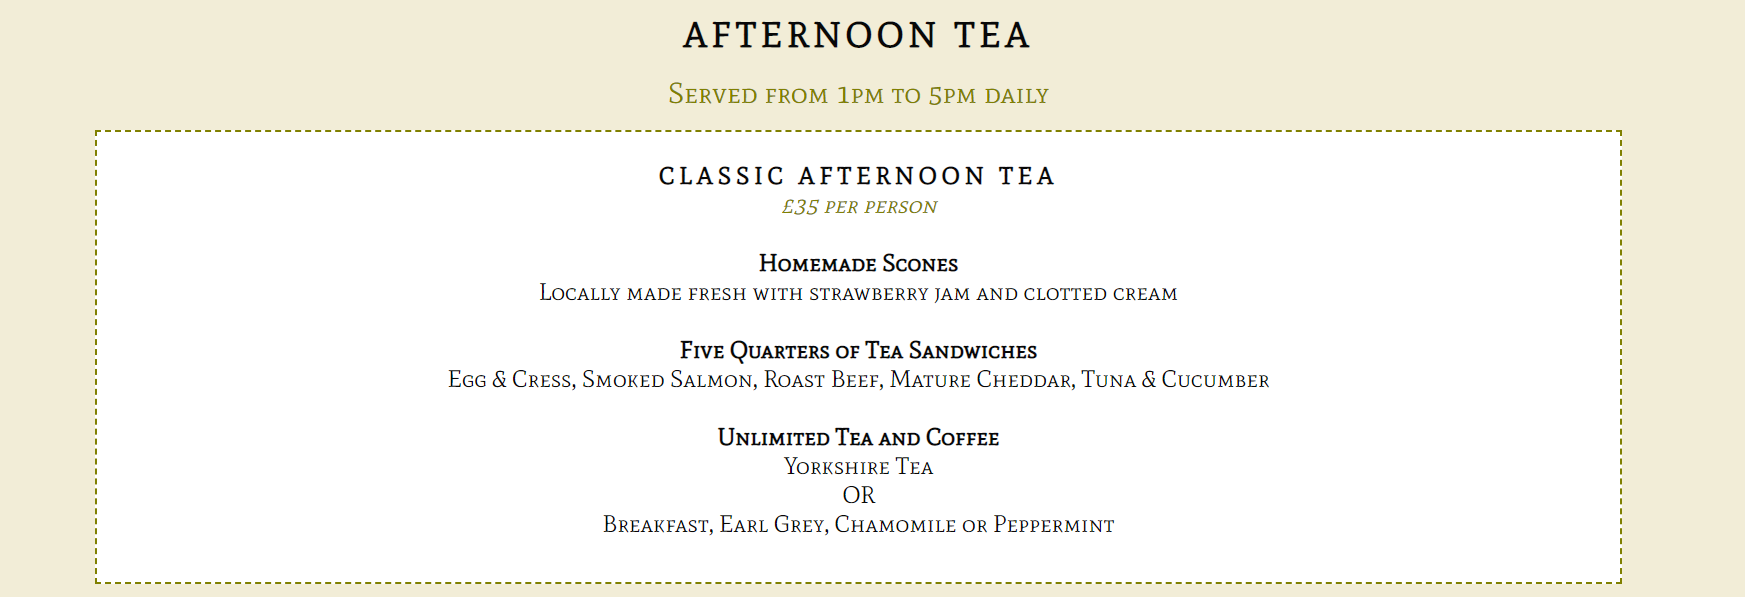 AFTERNOON TEA
Served from 1pm to 5pm daily
CLASSIC AFTERNOON TEA
£35 per person
Homemade Scones
Locally made fresh with strawberry jam and clotted cream
Five Quarters of Tea Sandwiches
Egg & Cress, Smoked Salmon, Roast Beef, Mature Cheddar, Tuna & Cucumber
Unlimited Tea and Coffee
Yorkshire Tea
OR
Breakfast, Earl Grey, Chamomile or Peppermint